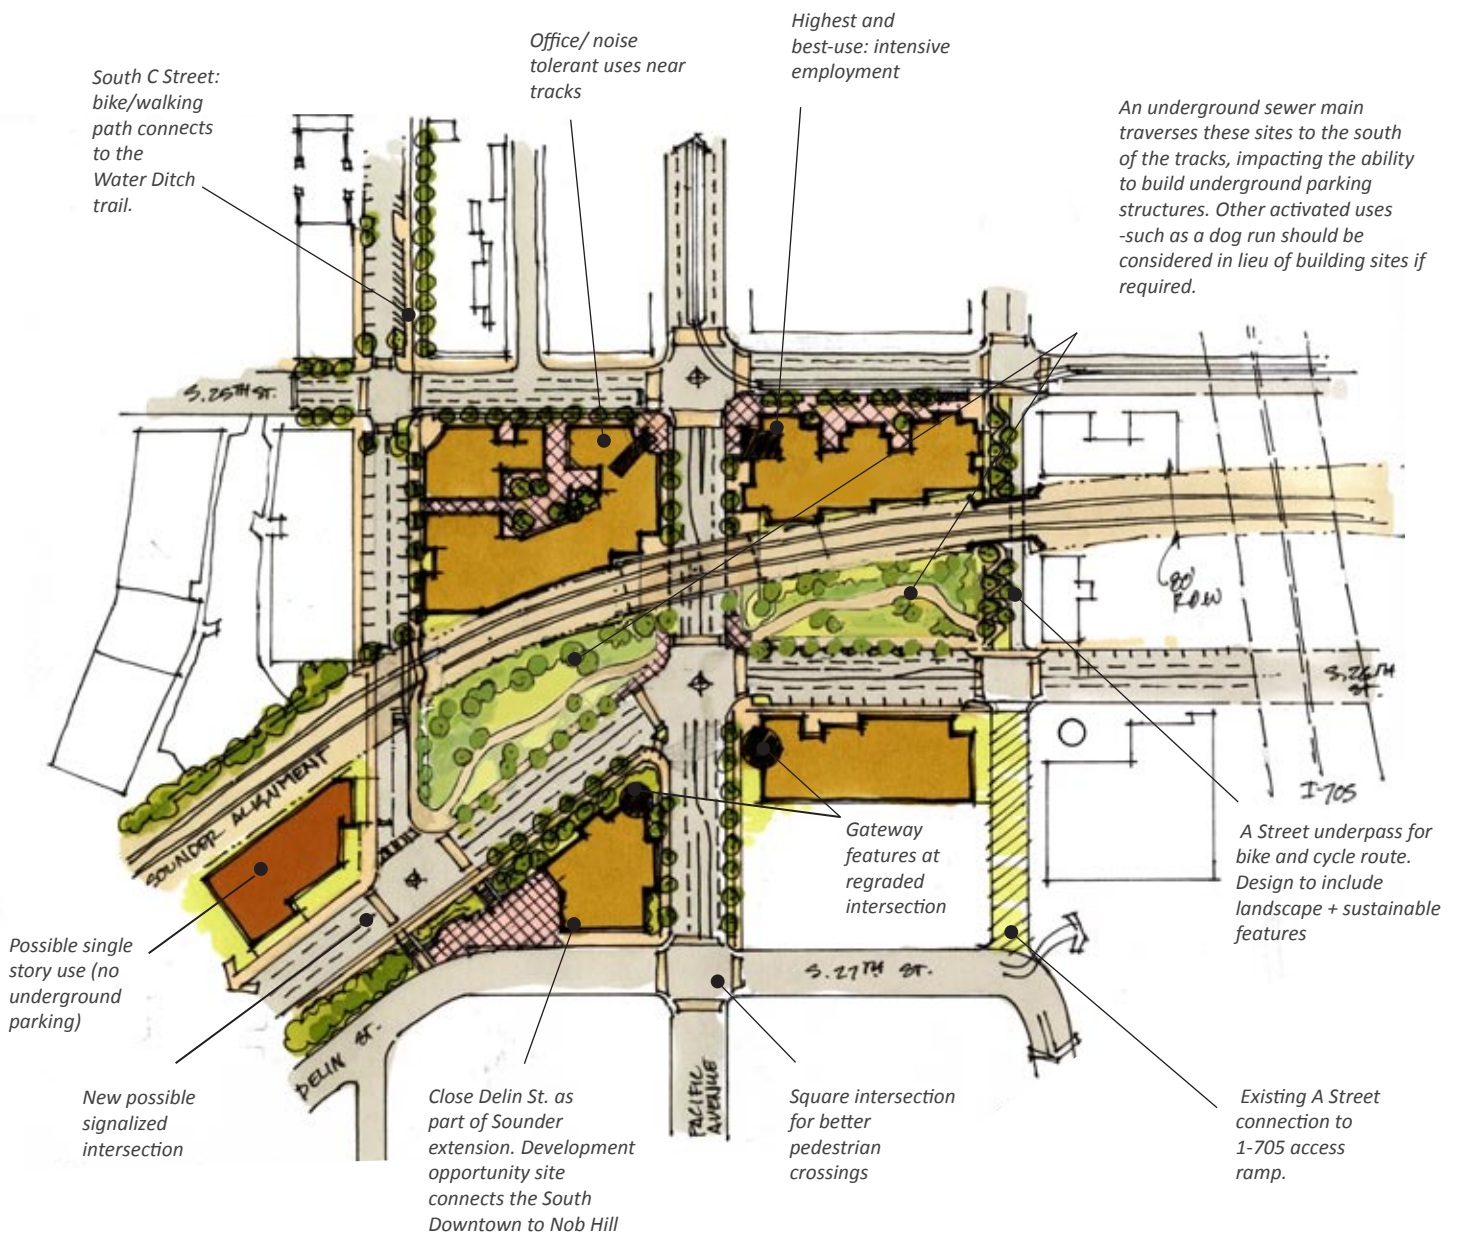 Highest and
best-use: intensive
employment
Office/ noise
tolerant uses near
tracks
South C Street:
bike/walking
path connects
to the
Water Ditch
trail.
An underground sewer main
traverses these sites to the south
of the tracks, impacting the ability
to build underground parking
structures. Other activated uses
-such as a dog run should be
considered in lieu of building sites if
required.
S. 25TH ST.
80'
R.O.W
S. 26TH
ST.
I-705
SOUNDER ALIGNMENT
Gateway
features at
regraded
intersection
A Street underpass for
bike and cycle route.
Design to include
landscape + sustainable
features
Possible single
story use (no
underground
parking)
S. 27TH ST.
DELIN ST.
PACIFIC
AVENUE
New possible
signalized
intersection
Close Delin St. as
part of Sounder
extension. Development
opportunity site
connects the South
Downtown to Nob Hill
Square intersection
for better
pedestrian
crossings
Existing A Street
connection to
1-705 access
ramp.